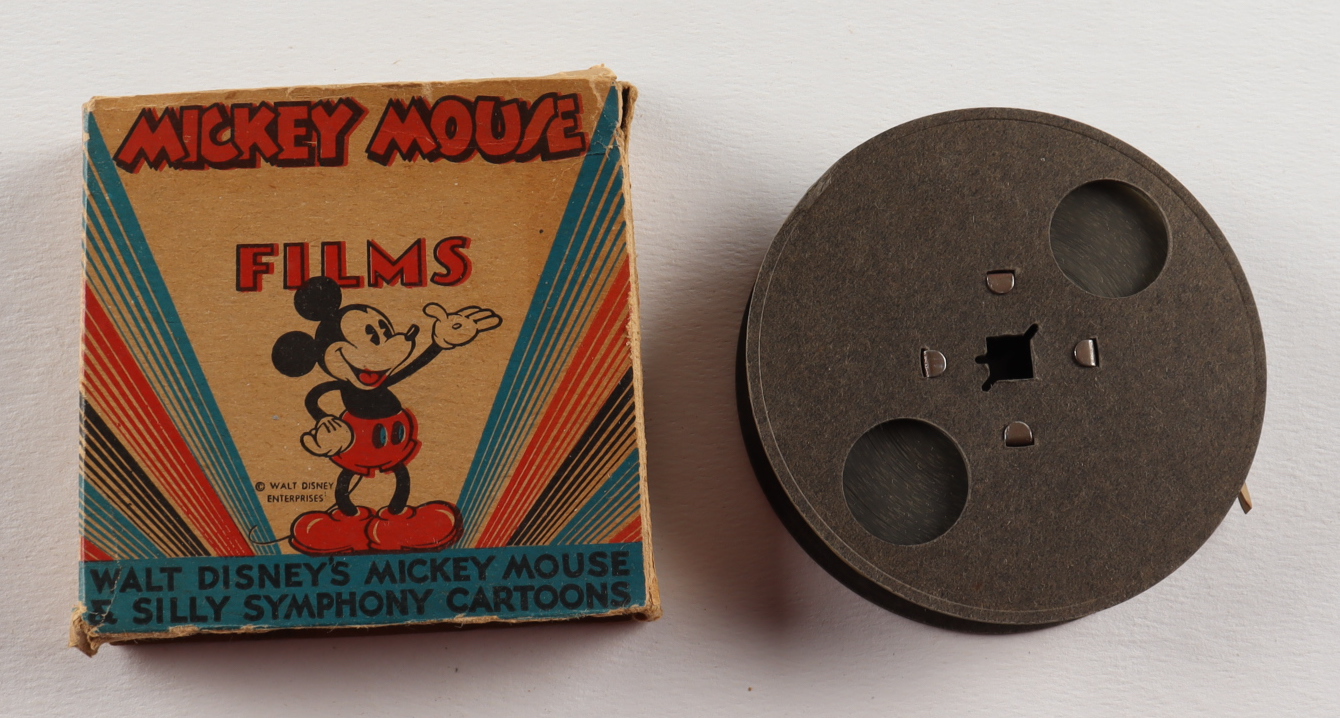 MICKEY MOUSE
FILMS
© WALT DISNEY
ENTERPRISES
WALT DISNEY'S MICKEY MOUSE
& SILLY SYMPHONY CARTOONS